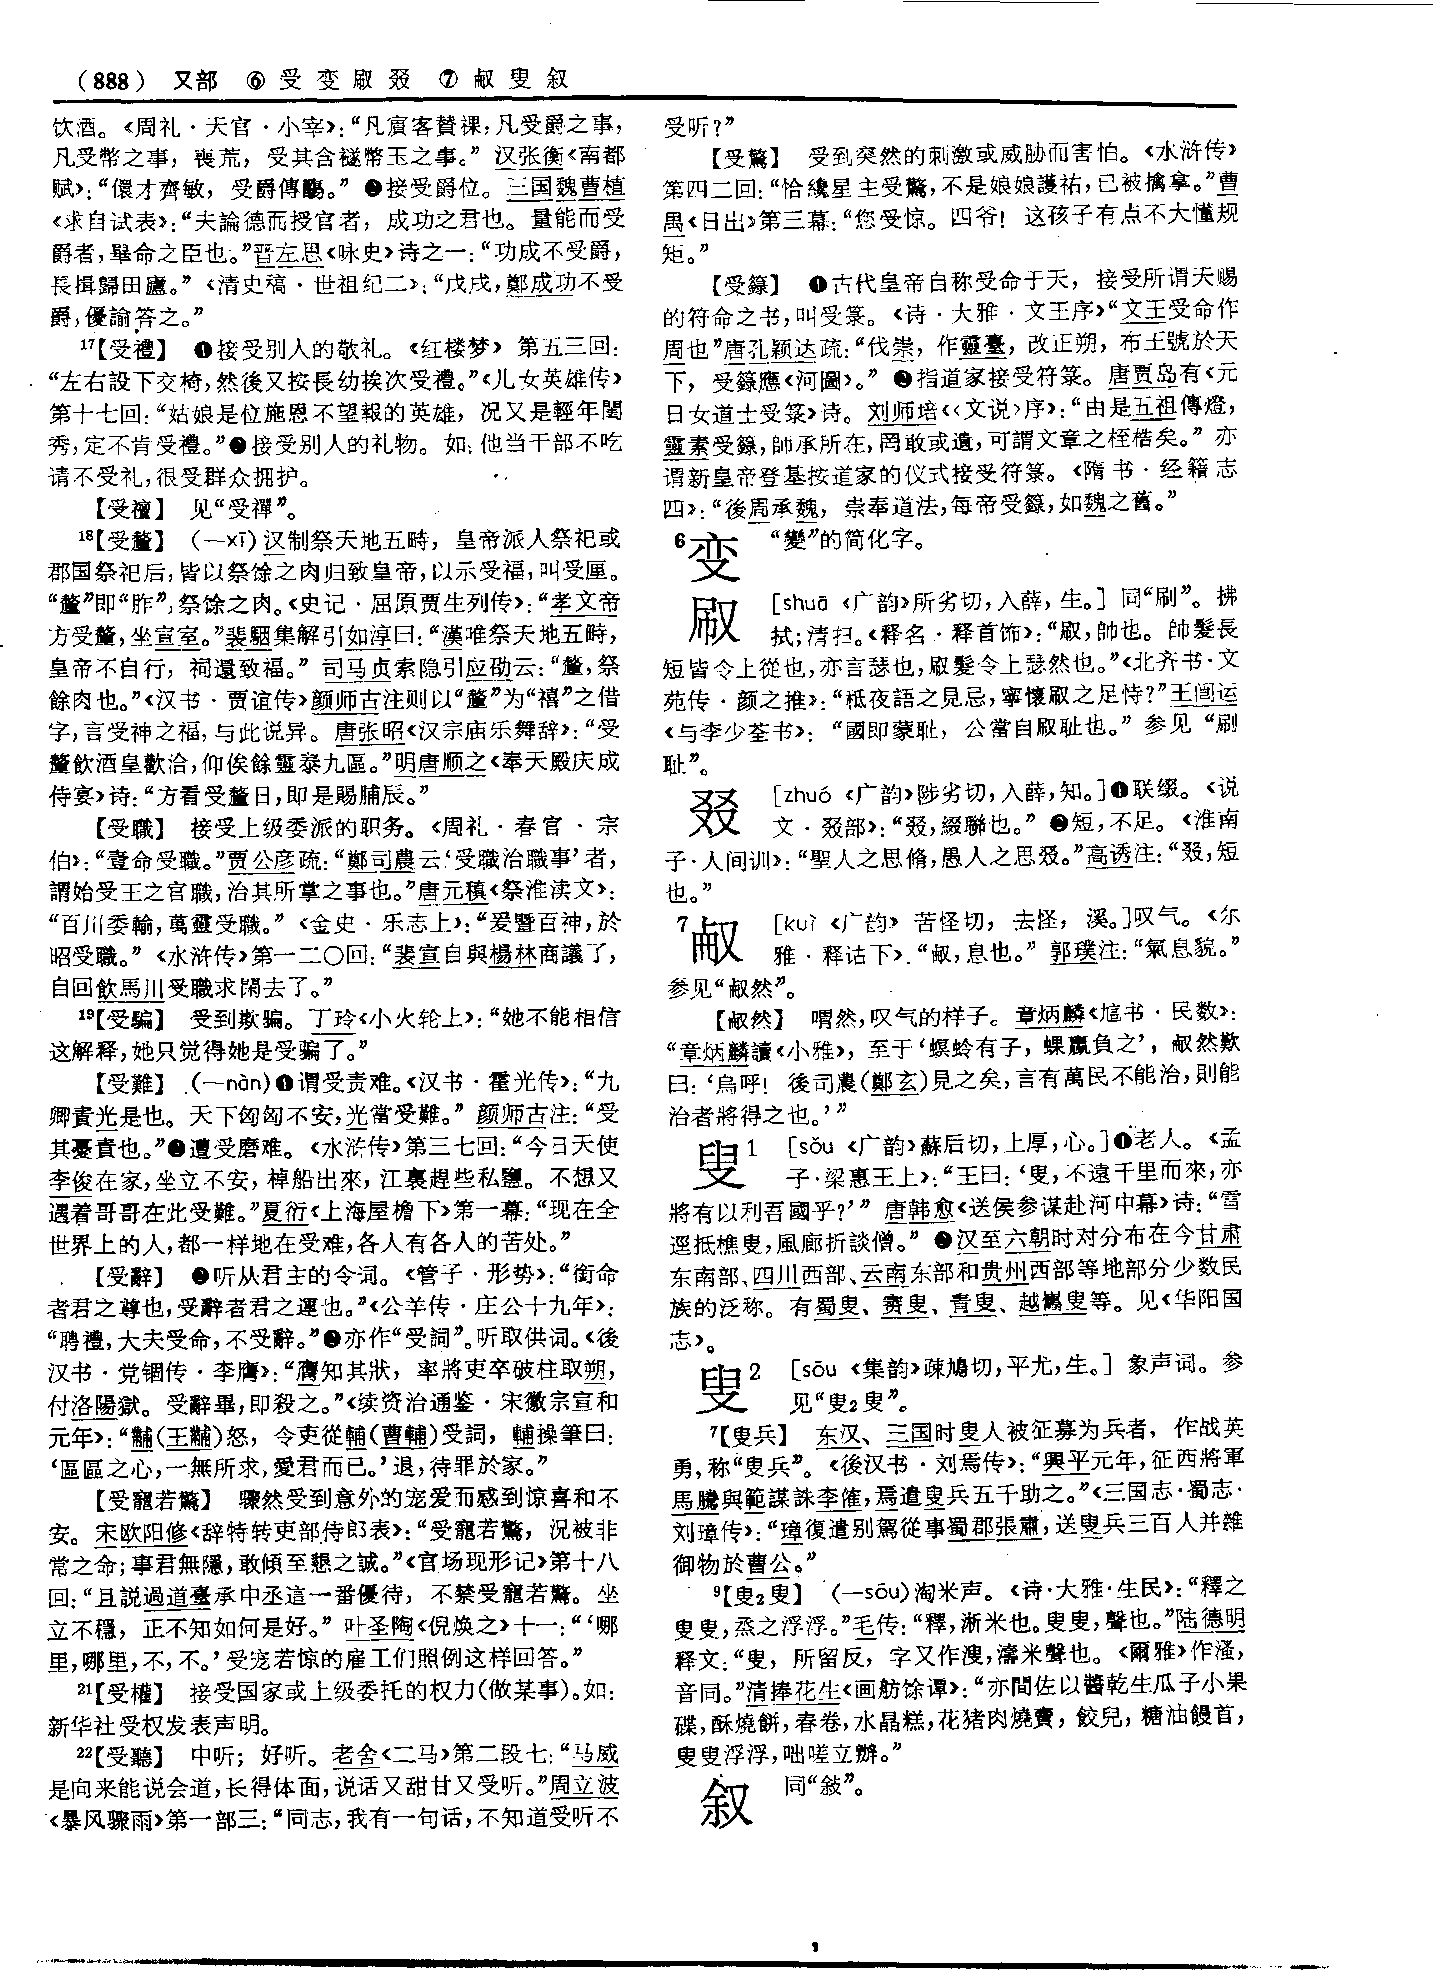 (888) 又部 ⑥受变㕞叕 ⑦㕟叟叙
饮酒。《周礼·天官·小宰》：“凡賓客贊祼，凡受爵之事，
凡受幣之事，喪荒，受其含襚幣玉之事。” 汉张衡《南都
赋》：“儇才齊敏，受爵傳觴。” ❷接受爵位。三国魏曹植
《求自试表》：“夫論德而授官者，成功之君也。量能而受
爵者，畢命之臣也。”晋左思《咏史》诗之一：“功成不受爵，
長揖歸田廬。”《清史稿·世祖纪二》：“戊戌，鄭成功不受
爵，優諭答之。”
17【受禮】 ❶接受别人的敬礼。《红楼梦》第五三回：
“左右設下交椅，然後又按長幼挨次受禮。”《儿女英雄传》
第十七回：“姑娘是位施恩不望報的英雄，况又是輕年閨
秀，定不肯受禮。”❷接受别人的礼物。如：他当干部不吃
请不受礼，很受群众拥护。
【受禶】 见“受禪”。
18【受釐】 （—xī）汉制祭天地五畤，皇帝派人祭祀或
郡国祭祀后，皆以祭馀之肉归致皇帝，以示受福，叫受厘。
“釐”即“胙”，祭馀之肉。《史记·屈原贾生列传》：“孝文帝
方受釐，坐宣室。”裴駰集解引如淳曰：“漢唯祭天地五畤，
皇帝不自行，祠還致福。” 司马贞索隐引应劭云：“釐，祭
餘肉也。”《汉书·贾谊传》颜师古注则以“釐”为“禧”之借
字，言受神之福，与此说异。唐张昭《汉宗庙乐舞辞》：“受
釐飲酒皇歡洽，仰俟餘靈泰九區。”明唐顺之《奉天殿庆成
侍宴》诗：“方看受釐日，即是賜脯辰。”
【受職】 接受上级委派的职务。《周礼·春官·宗
伯》：“壹命受職。”贾公彦疏：“鄭司農云‘受職治職事’者，
謂始受王之官職，治其所掌之事也。”唐元稹《祭淮渎文》：
“百川委輸，萬靈受職。”《金史·乐志上》：“爰暨百神，於
昭受職。”《水浒传》第一二〇回：“裴宣自與楊林商議了，
自回飲馬川受職求閑去了。”
19【受騙】 受到欺骗。丁玲《小火轮上》：“她不能相信
这解释，她只觉得她是受骗了。”
【受難】（—nàn）❶谓受责难。《汉书·霍光传》：“九
卿責光是也。天下匈匈不安，光當受難。” 颜师古注：“受
其憂責也。”❷遭受磨难。《水浒传》第三七回：“今日天使
李俊在家，坐立不安，棹船出來，江裏趕些私鹽。不想又
遇着哥哥在此受難。”夏衍《上海屋檐下》第一幕：“现在全
世界上的人，都一样地在受难，各人有各人的苦处。”
【受辭】 ❶听从君主的令词。《管子·形势》：“銜命
者君之尊也，受辭者君之運也。”《公羊传·庄公十九年》：
“聘禮，大夫受命，不受辭。”❷亦作“受詞”。听取供词。《後
汉书·党锢传·李膺》：“膺知其狀，率將吏卒破柱取朔，
付洛陽獄。受辭畢，即殺之。”《续资治通鉴·宋徽宗宣和
元年》：“黼(王黼)怒，令吏從輔(曹輔)受詞，輔操筆曰：
‘區區之心，一無所求，愛君而已。’退，待罪於家。”
【受寵若驚】 骤然受到意外的宠爱而感到惊喜和不
安。宋欧阳修《辞特转吏部侍郎表》：“受寵若驚，況被非
常之命；事君無隱，敢傾至懇之誠。”《官场现形记》第十八
回：“且説過道臺承中丞這一番優待，不禁受寵若驚。坐
立不穩，正不知如何是好。” 叶圣陶《倪焕之》十一：“‘哪
里，哪里，不，不。’受宠若惊的雇工们照例这样回答。”
21【受權】 接受国家或上级委托的权力(做某事)。如：
新华社受权发表声明。
22【受聽】 中听；好听。老舍《二马》第二段七：“马威
是向来能说会道，长得体面，说话又甜甘又受听。”周立波
《暴风骤雨》第一部三：“同志，我有一句话，不知道受听不
受听？”
【受驚】 受到突然的刺激或威胁而害怕。《水浒传》
第四二回：“恰纔星主受驚，不是娘娘護祐，已被擒拿。”曹
禺《日出》第三幕：“您受惊。四爷！这孩子有点不大懂规
矩。”
【受籙】 ❶古代皇帝自称受命于天，接受所谓天赐
的符命之书，叫受箓。《诗·大雅·文王序》“文王受命作
周也”唐孔颖达疏：“伐崇，作靈臺，改正朔，布王號於天
下，受籙應《河圖》。” ❷指道家接受符箓。唐贾岛有《元
日女道士受箓》诗。刘师培《〈文说〉序》：“由是五祖傳燈，
靈素受籙，師承所在，罔敢或遺，可謂文章之桎梏矣。” 亦
谓新皇帝登基按道家的仪式接受符箓。《隋书·经籍志
四》：“後周承魏，崇奉道法，每帝受籙，如魏之舊。”
6变 “變”的简化字。
㕞 ［shuā《广韵》所劣切，入薛，生。］同“刷”。拂
拭；清扫。《释名·释首饰》：“㕞，帥也。帥髮長
短皆令上從也，亦言瑟也，㕞髮令上瑟然也。”《北齐书·文
苑传·颜之推》：“柢夜語之見忌，寧懷㕞之足恃？”王闿运
《与李少荃书》：“國即蒙耻，公當自㕞耻也。” 参见“刷
耻”。
叕 ［zhuó《广韵》陟劣切，入薛，知。］❶联缀。《说
文·叕部》：“叕，綴聯也。” ❷短，不足。《淮南
子·人间训》：“聖人之思脩，愚人之思叕。”高诱注：“叕，短
也。”
7㕟 ［kuì《广韵》苦怪切，去怪，溪。］叹气。《尔
雅·释诂下》：“㕟，息也。” 郭璞注：“氣息貌。”
参见“㕟然”。
【㕟然】 喟然，叹气的样子。章炳麟《訄书·民数》：
“章炳麟讀《小雅》，至于‘螟蛉有子，蜾蠃負之’，㕟然歎
曰：‘烏呼！後司農(鄭玄)見之矣，言有萬民不能治，則能
治者將得之也。’”
叟1 ［sǒu《广韵》蘇后切，上厚，心。］❶老人。《孟
子·梁惠王上》：“王曰：‘叟，不遠千里而來，亦
將有以利吾國乎？’” 唐韩愈《送侯参谋赴河中幕》诗：“雪
逕抵樵叟，風廊折談僧。” ❷汉至六朝时对分布在今甘肃
东南部、四川西部、云南东部和贵州西部等地部分少数民
族的泛称。有蜀叟、賨叟、青叟、越巂叟等。见《华阳国
志》。
叟2 ［sōu《集韵》疎鳩切，平尤，生。］象声词。参
见“叟2叟”。
7【叟兵】 东汉、三国时叟人被征募为兵者，作战英
勇，称“叟兵”。《後汉书·刘焉传》：“興平元年，征西將軍
馬騰與範謀誅李傕，焉遣叟兵五千助之。”《三国志·蜀志·
刘璋传》：“璋復遣别駕從事蜀郡張肅，送叟兵三百人并雜
御物於曹公。”
9【叟2叟】（—sōu）淘米声。《诗·大雅·生民》：“釋之
叟叟，烝之浮浮。”毛传：“釋，淅米也。叟叟，聲也。”陆德明
释文：“叟，所留反，字又作溲，濤米聲也。《爾雅》作溞，
音同。”清捧花生《画舫馀谭》：“亦間佐以醬乾生瓜子小果
碟，酥燒餅，春卷，水晶糕，花猪肉燒賣，餃兒，糖油饅首，
叟叟浮浮，咄嗟立辦。”
叙 同“敍”。